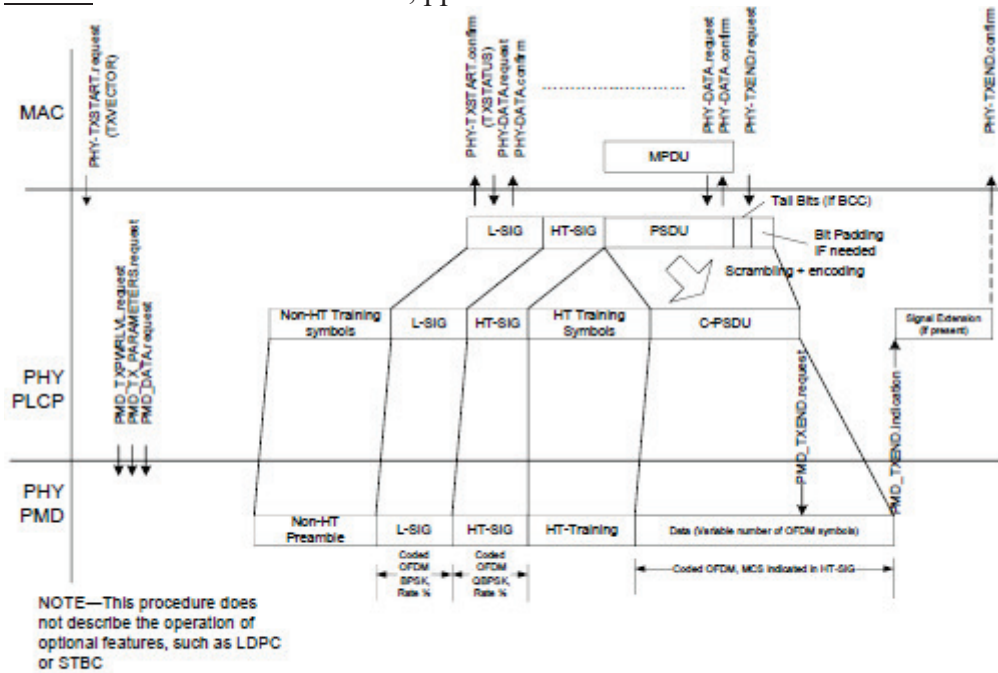 PHY-TXSTART.request
(TXVECTOR)
PHY-TXSTART.confirm
(TXSTATUS)
PHY-DATA.request
PHY-DATA.confirm
PHY-DATA.request
PHY-DATA.confirm
PHY-TXEND.request
PHY-TXEND.confirm
MAC
MPDU
Tail Bits (if BCC)
L-SIG
HT-SIG
PSDU
Bit Padding
IF needed
Scrambling + encoding
Non-HT Training
symbols
L-SIG
HT-SIG
HT Training
Symbols
C-PSDU
Signal Extension
(if present)
PHY
PLCP
PMD_TXPWRLVL.request
PMD_TX_PARAMETERS.request
PMD_DATA.request
PMD_TXEND.request
PMD_TXEND.indication
PHY
PMD
Non-HT
Preamble
L-SIG
HT-SIG
HT-Training
Data (Variable number of OFDM symbols)
Coded
OFDM
BPSK,
Rate ½
Coded
OFDM
QBPSK,
Rate ½
Coded OFDM, MCS indicated in HT-SIG
NOTE—This procedure does
not describe the operation of
optional features, such as LDPC
or STBC